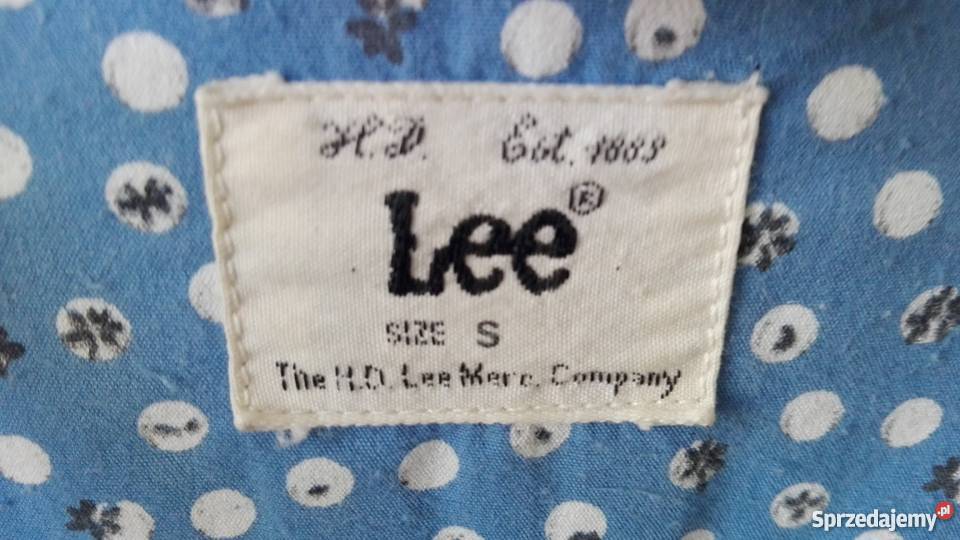 H.D. Est. 1889
Lee®
SIZE S
The H.D. Lee Merc. Company
Sprzedajemy.pl